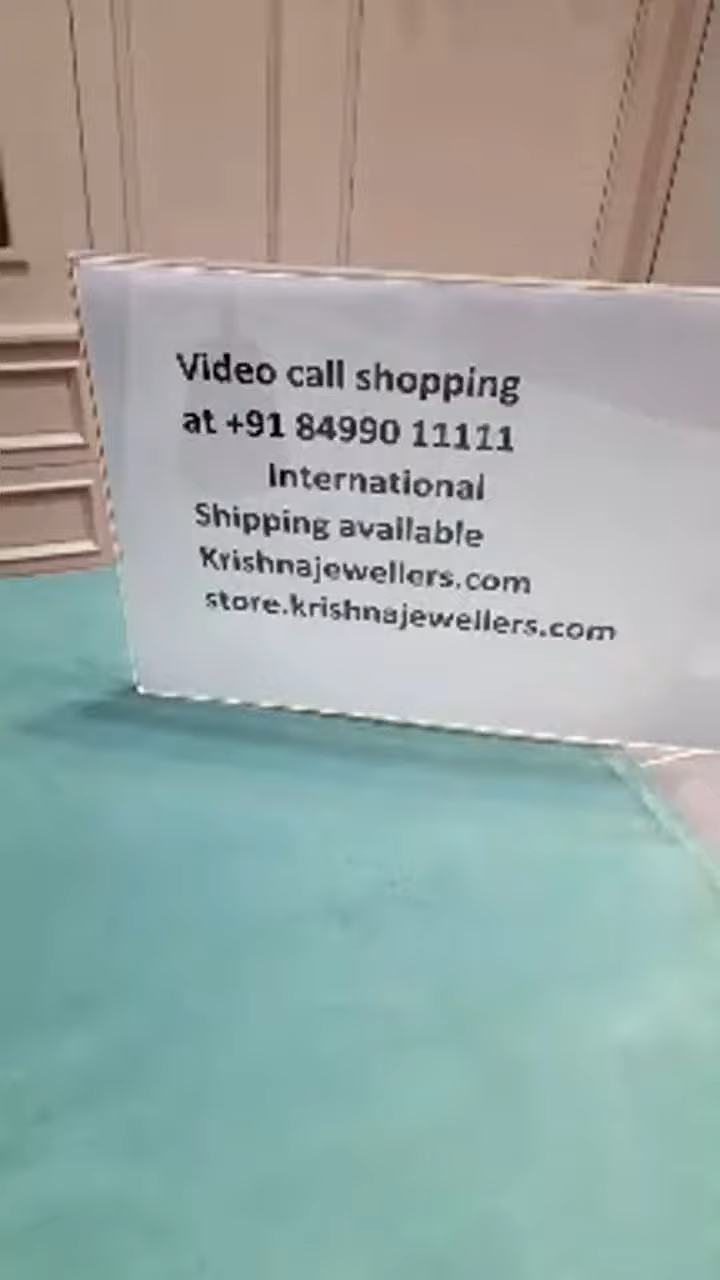 Video call shopping
at +91 84990 11111
International
Shipping available
Krishnajewellers.com
store.krishnajewellers.com